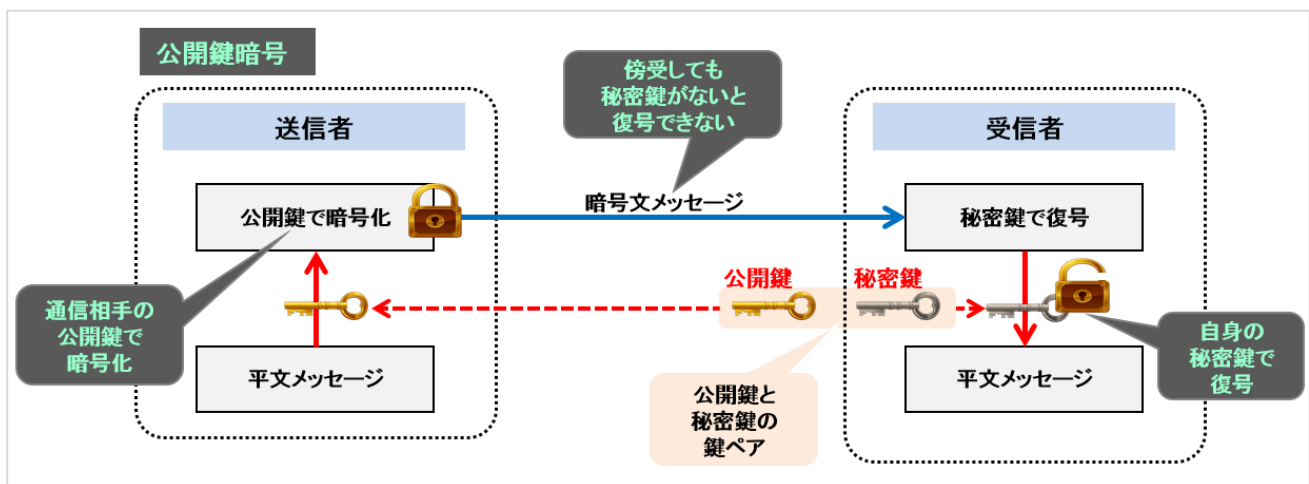 公開鍵暗号
傍受しても
秘密鍵がないと
復号できない
送信者
受信者
公開鍵で暗号化
暗号文メッセージ
秘密鍵で復号
公開鍵
秘密鍵
通信相手の
公開鍵で
暗号化
自身の
秘密鍵で
復号
平文メッセージ
平文メッセージ
公開鍵と
秘密鍵の
鍵ペア